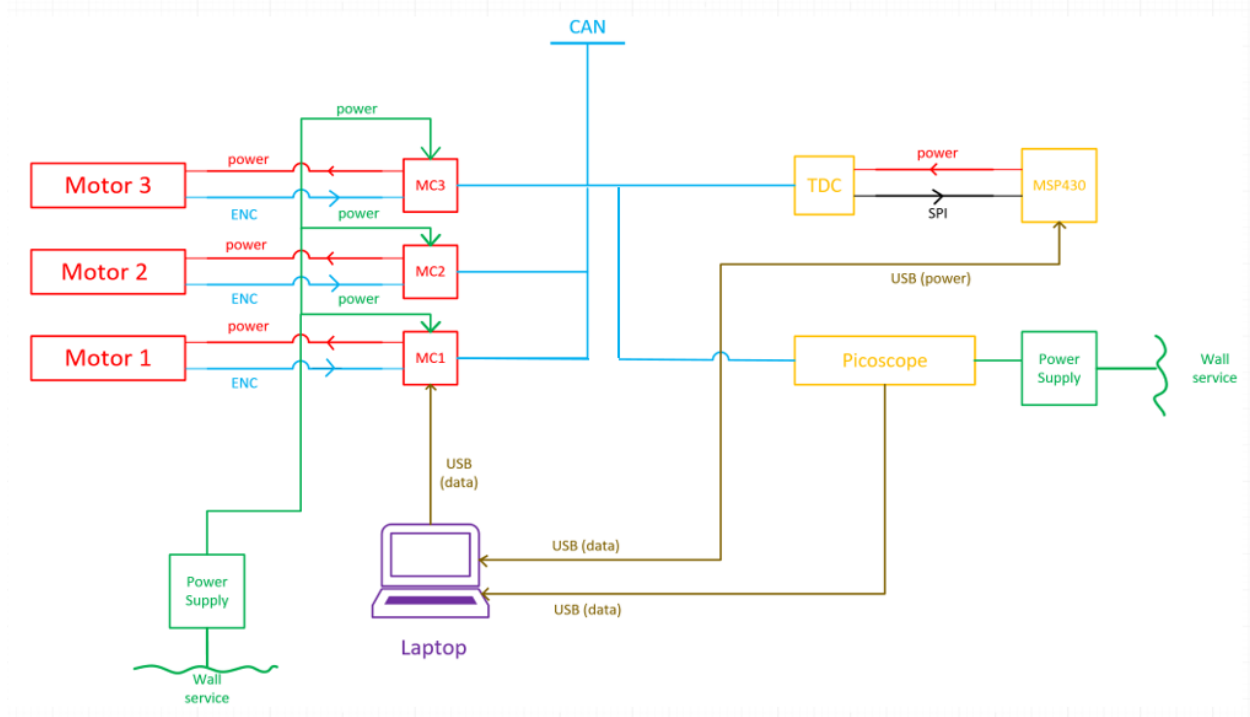 CAN
power
power
Motor 3
MC3
ENC
power
TDC
power
SPI
MSP430
power
Motor 2
MC2
ENC
power
USB (power)
power
Motor 1
MC1
ENC
Picoscope
Power
Supply
Wall
service
USB
(data)
USB (data)
USB (data)
Laptop
Power
Supply
Wall
service